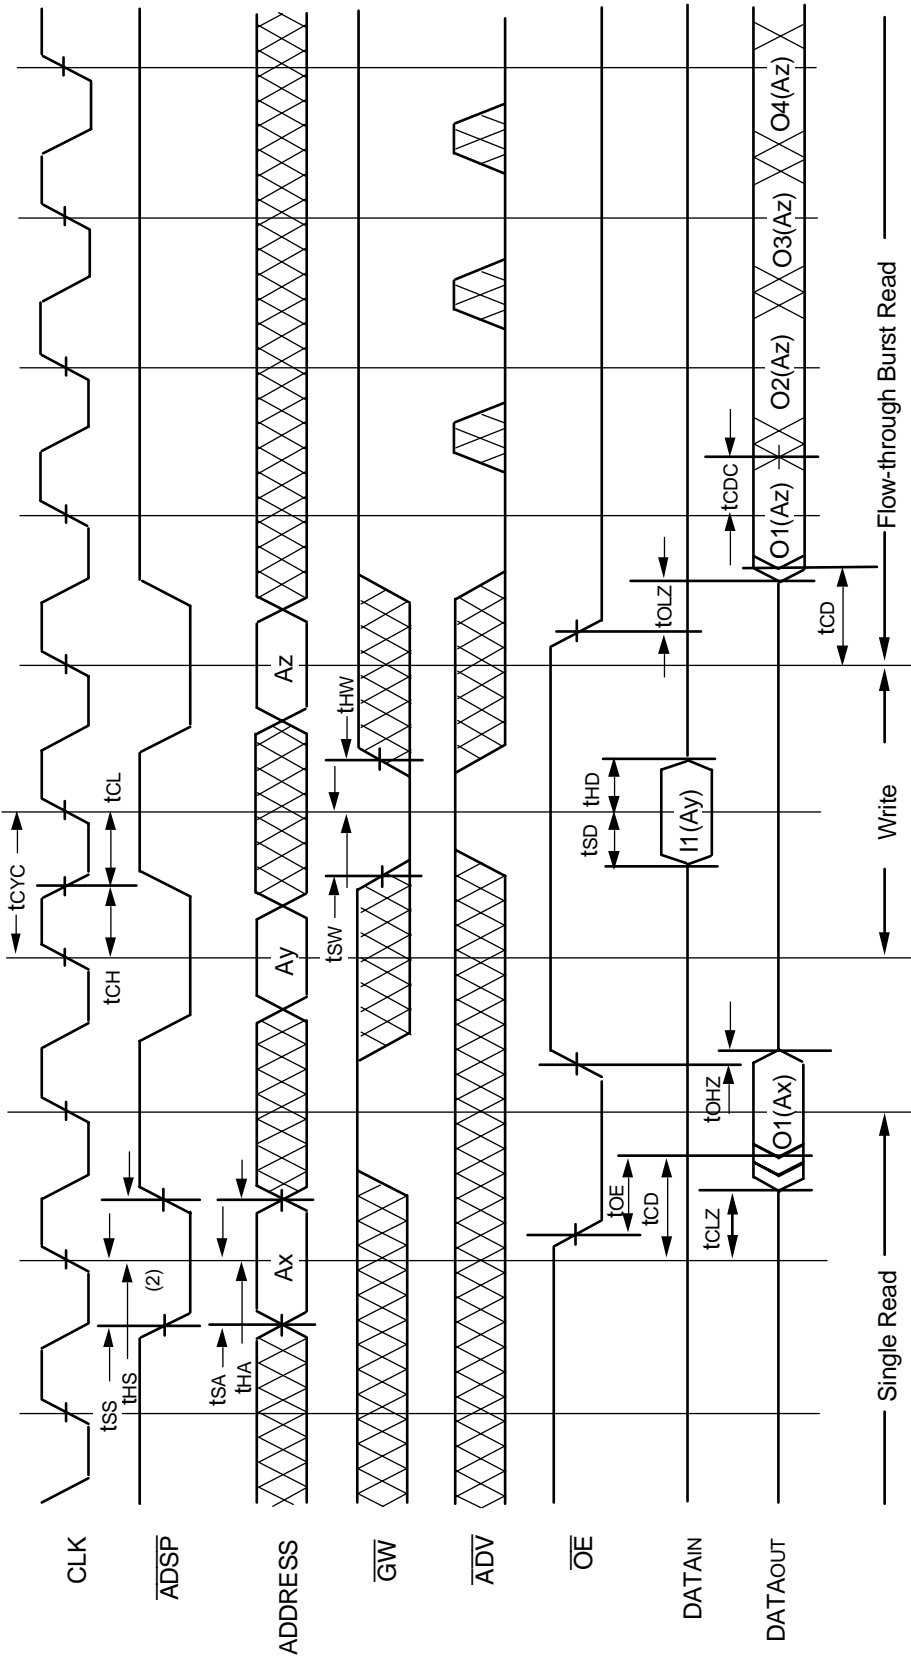 CLK
tCYC
tCH
tCL
ADSP
tSS
tHS
(2)
ADDRESS
tSA
tHA
Ax
Ay
Az
GW
tSW
tHW
ADV
OE
tOE
tOHZ
tOLZ
DATAIN
tSD
tHD
I1(Ay)
tCD
tCLZ
tCDC
tCD
DATAOUT
O1(Ax)
O1(Az)
O2(Az)
O3(Az)
O4(Az)
Single Read
Write
Flow-through Burst Read